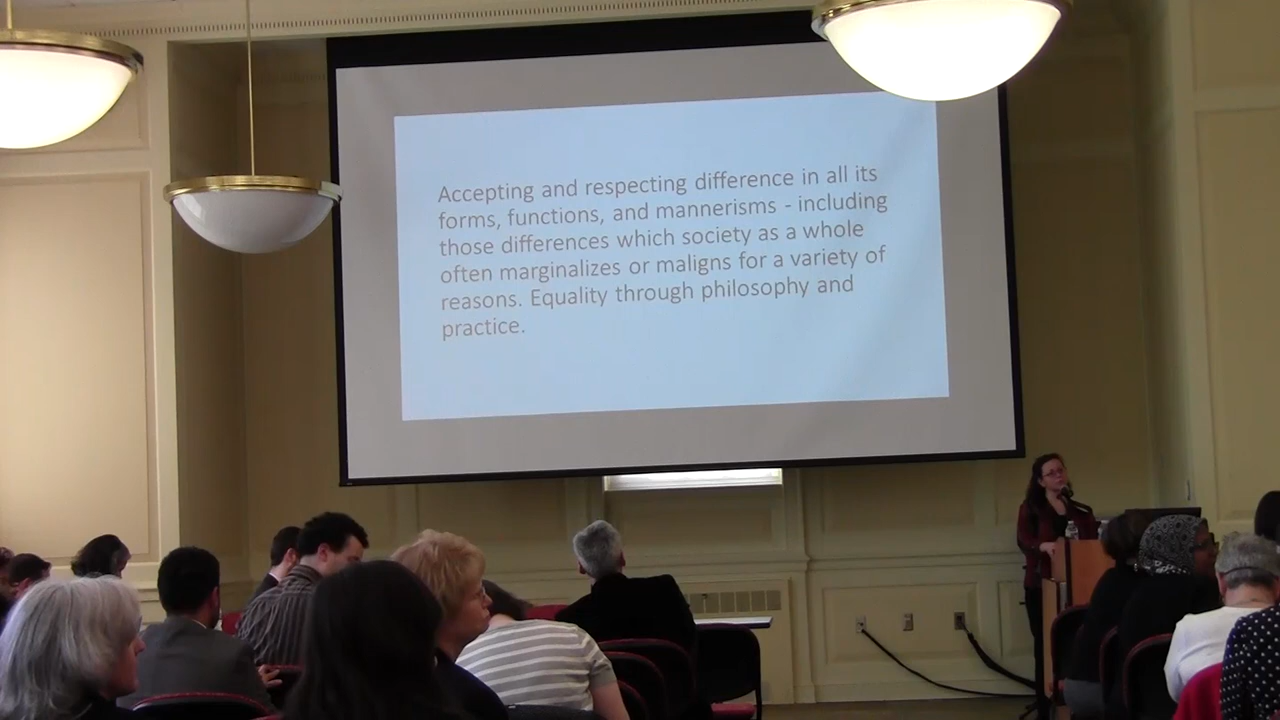 Accepting and respecting difference in all its
forms, functions, and mannerisms - including
those differences which society as a whole
often marginalizes or maligns for a variety of
reasons. Equality through philosophy and
practice.